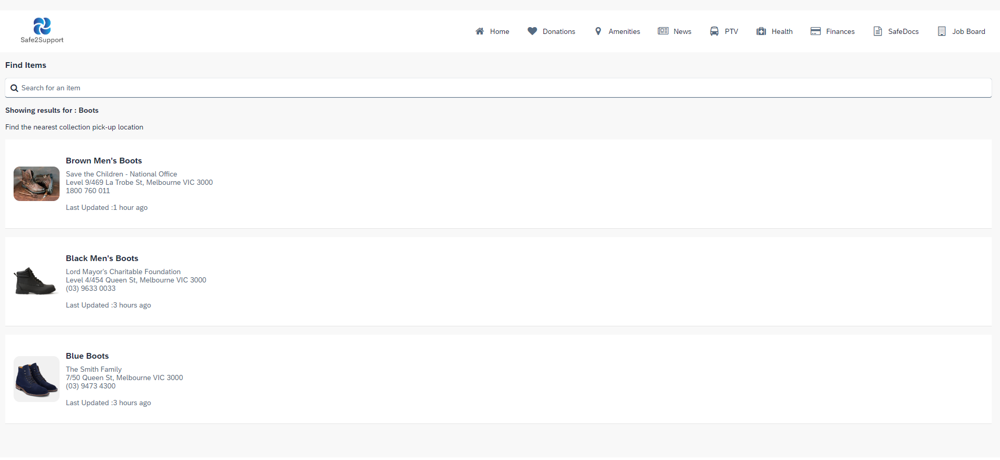 Safe2Support
Home
Donations
Amenities
News
PTV
Health
Finances
SafeDocs
Job Board
Find Items
Search for an item
Showing results for : Boots
Find the nearest collection pick-up location
Brown Men's Boots
Save the Children - National Office
Level 9/469 La Trobe St, Melbourne VIC 3000
1800 760 011
Last Updated :1 hour ago
Black Men's Boots
Lord Mayor's Charitable Foundation
Level 4/454 Queen St, Melbourne VIC 3000
(03) 9633 0033
Last Updated :3 hours ago
Blue Boots
The Smith Family
7/50 Queen St, Melbourne VIC 3000
(03) 9473 4300
Last Updated :3 hours ago